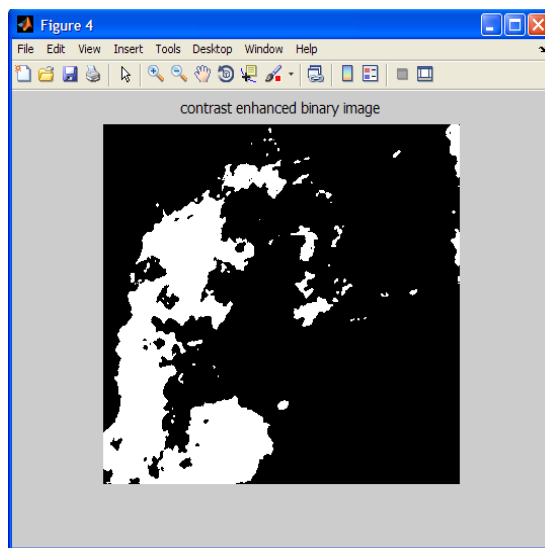 Figure 4
File Edit View Insert Tools Desktop Window Help
contrast enhanced binary image